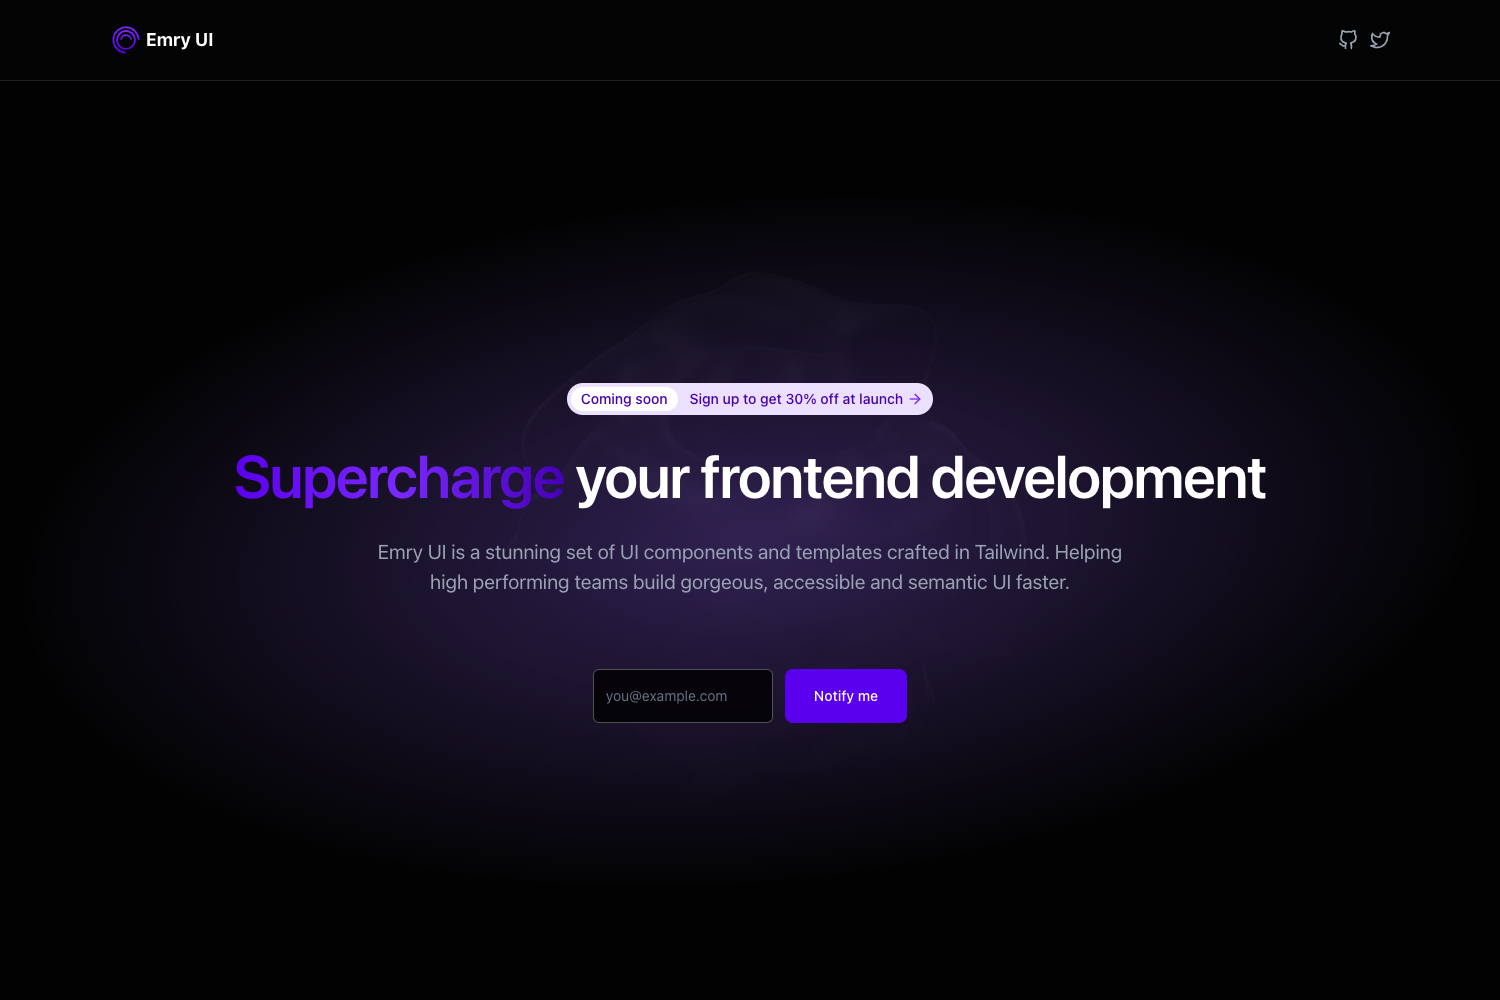 Emry UI
Coming soon Sign up to get 30% off at launch →
Supercharge your frontend development
Emry UI is a stunning set of UI components and templates crafted in Tailwind. Helping
high performing teams build gorgeous, accessible and semantic UI faster.
you@example.com Notify me